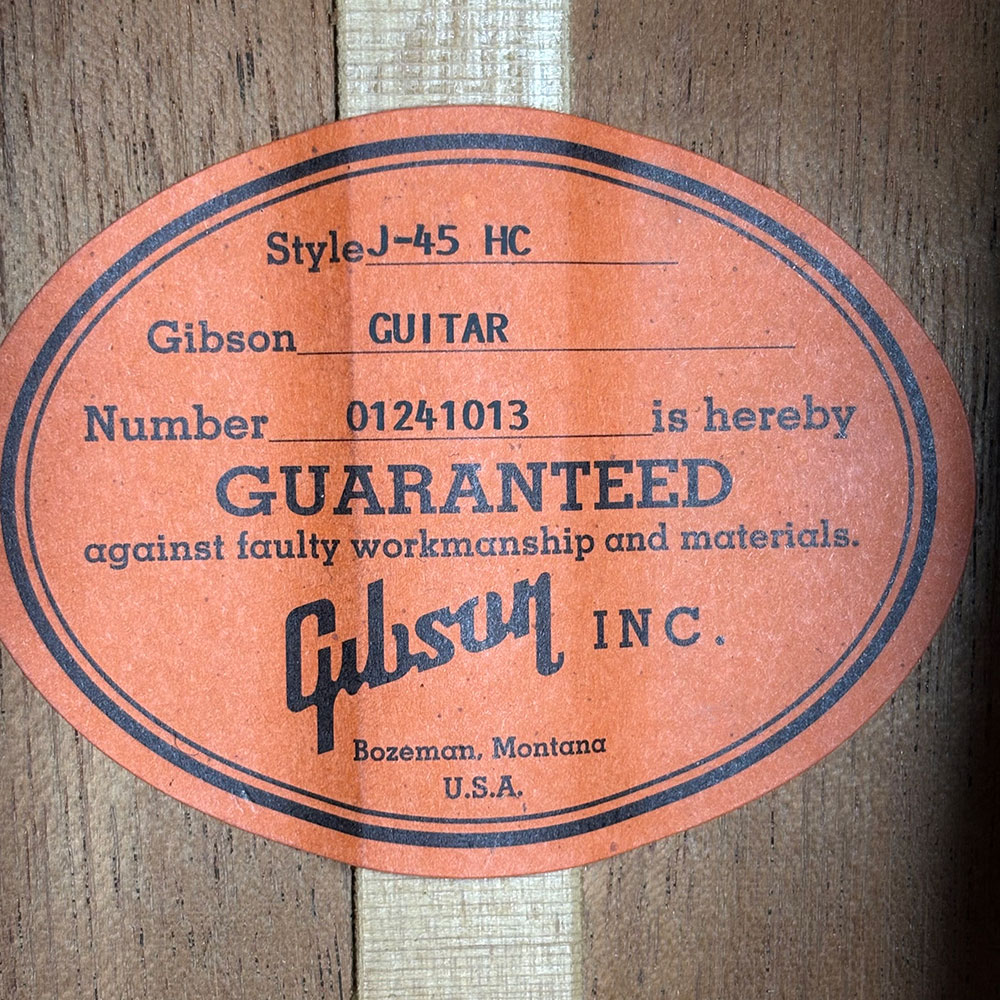 Style J-45 HC
Gibson GUITAR
Number 01241013 is hereby
GUARANTEED
against faulty workmanship and materials.
Gibson INC.
Bozeman, Montana
U.S.A.